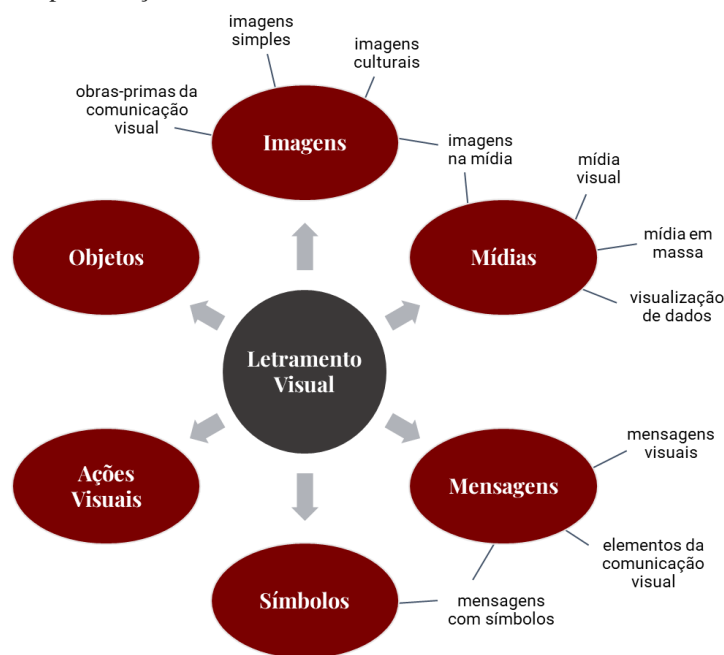 imagens
simples
imagens
culturais
obras-primas da
comunicação
visual
Imagens
imagens
na mídia
mídia
visual
Objetos
Mídias
mídia em
massa
visualização
de dados
Letramento
Visual
Ações
Visuais
Mensagens
mensagens
visuais
elementos da
comunicação
visual
Símbolos
mensagens
com símbolos